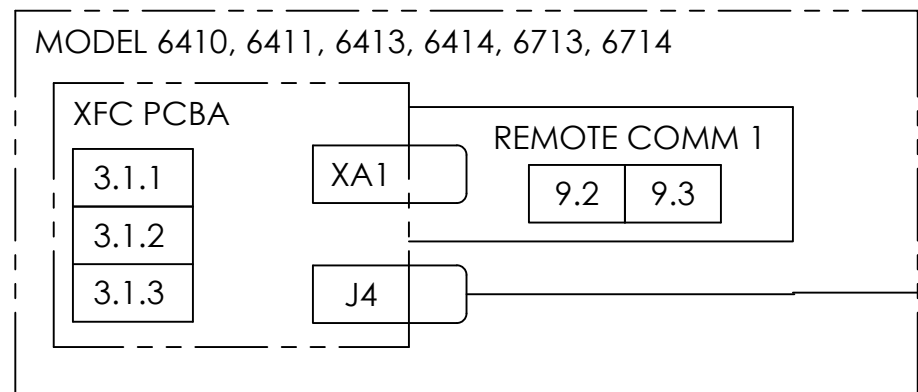 MODEL 6410, 6411, 6413, 6414, 6713, 6714
XFC PCBA
3.1.1
3.1.2
3.1.3
XA1
J4
REMOTE COMM 1
9.2 9.3